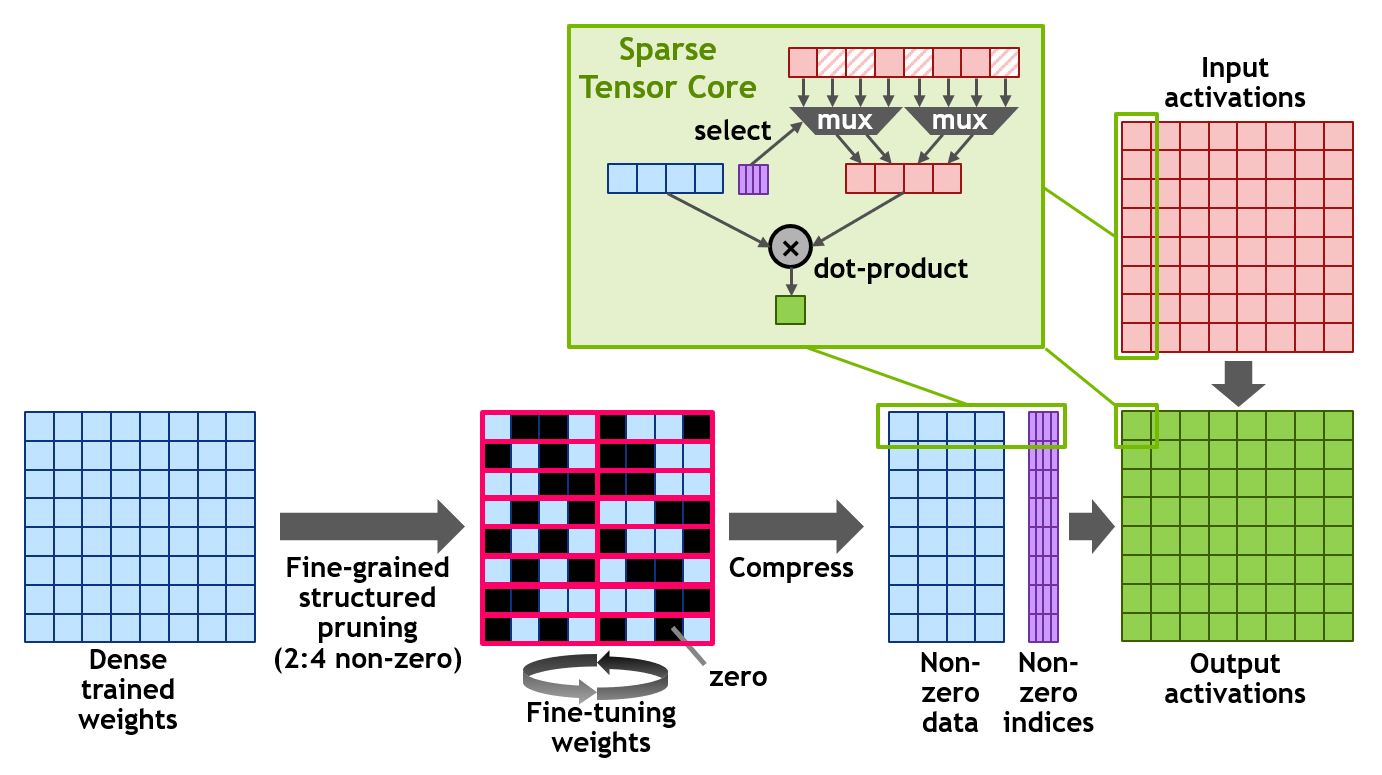 Sparse
Tensor Core
select
mux
mux
×
dot-product
Input
activations
Dense
trained
weights
Fine-grained
structured
pruning
(2:4 non-zero)
zero
Fine-tuning
weights
Compress
Non-
zero
data
Non-
zero
indices
Output
activations